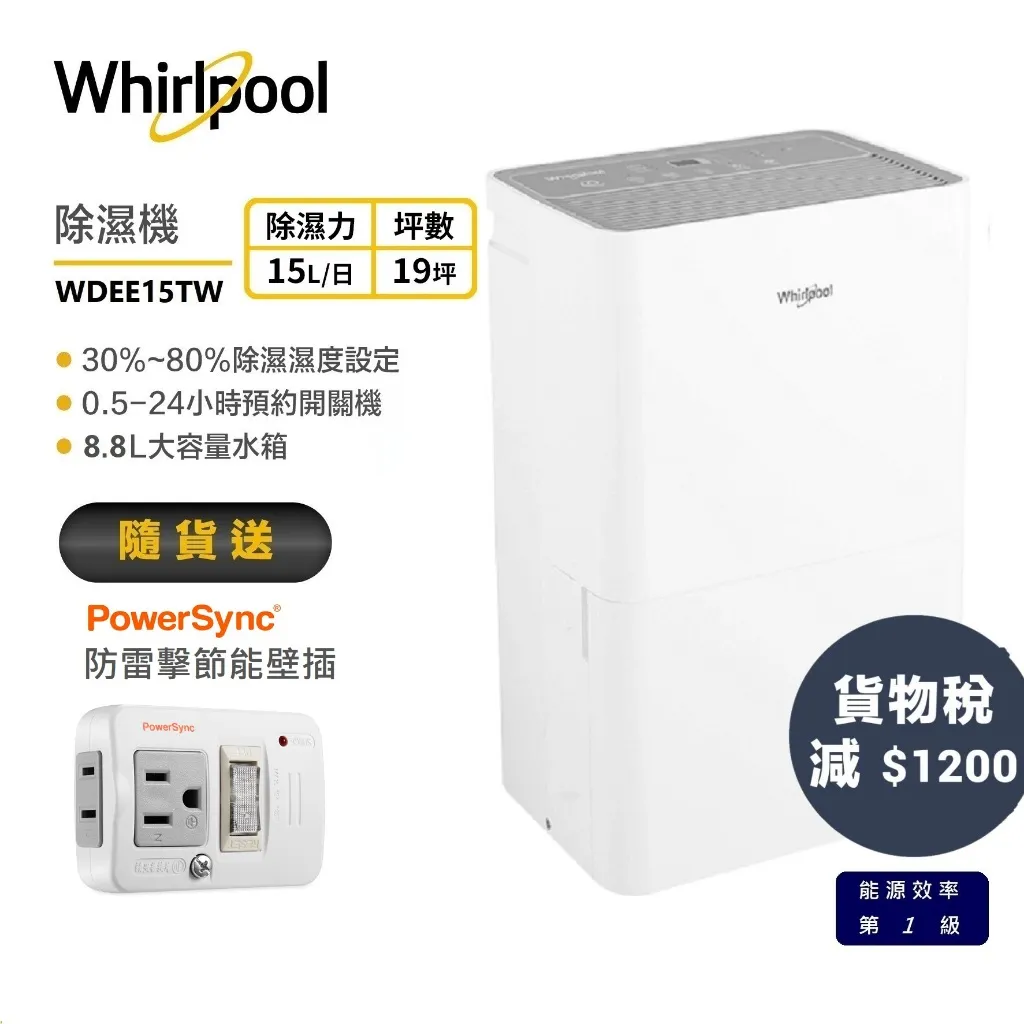 Whirlpool
除濕機
WDEE15TW
除濕力 坪數
15L/日 19坪
30%~80%除濕濕度設定
0.5-24小時預約開關機
8.8L大容量水箱
隨貨送
PowerSync®
防雷擊節能壁插
PowerSync
N
Whirlpool
貨物稅
減 $1200
能源效率
第 1 級